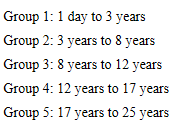 Group 1: 1 day to 3 years
Group 2: 3 years to 8 years
Group 3: 8 years to 12 years
Group 4: 12 years to 17 years
Group 5: 17 years to 25 years